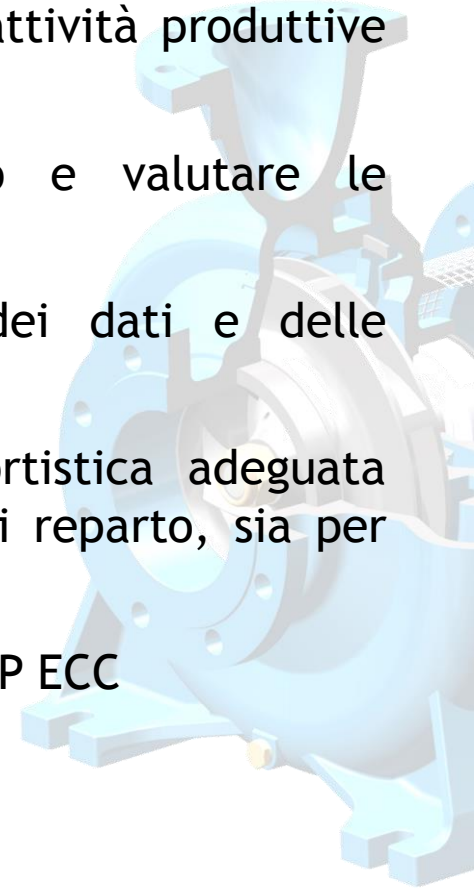 attività produttive
e valutare le
dei dati e delle
ortistica adeguata
i reparto, sia per
P ECC